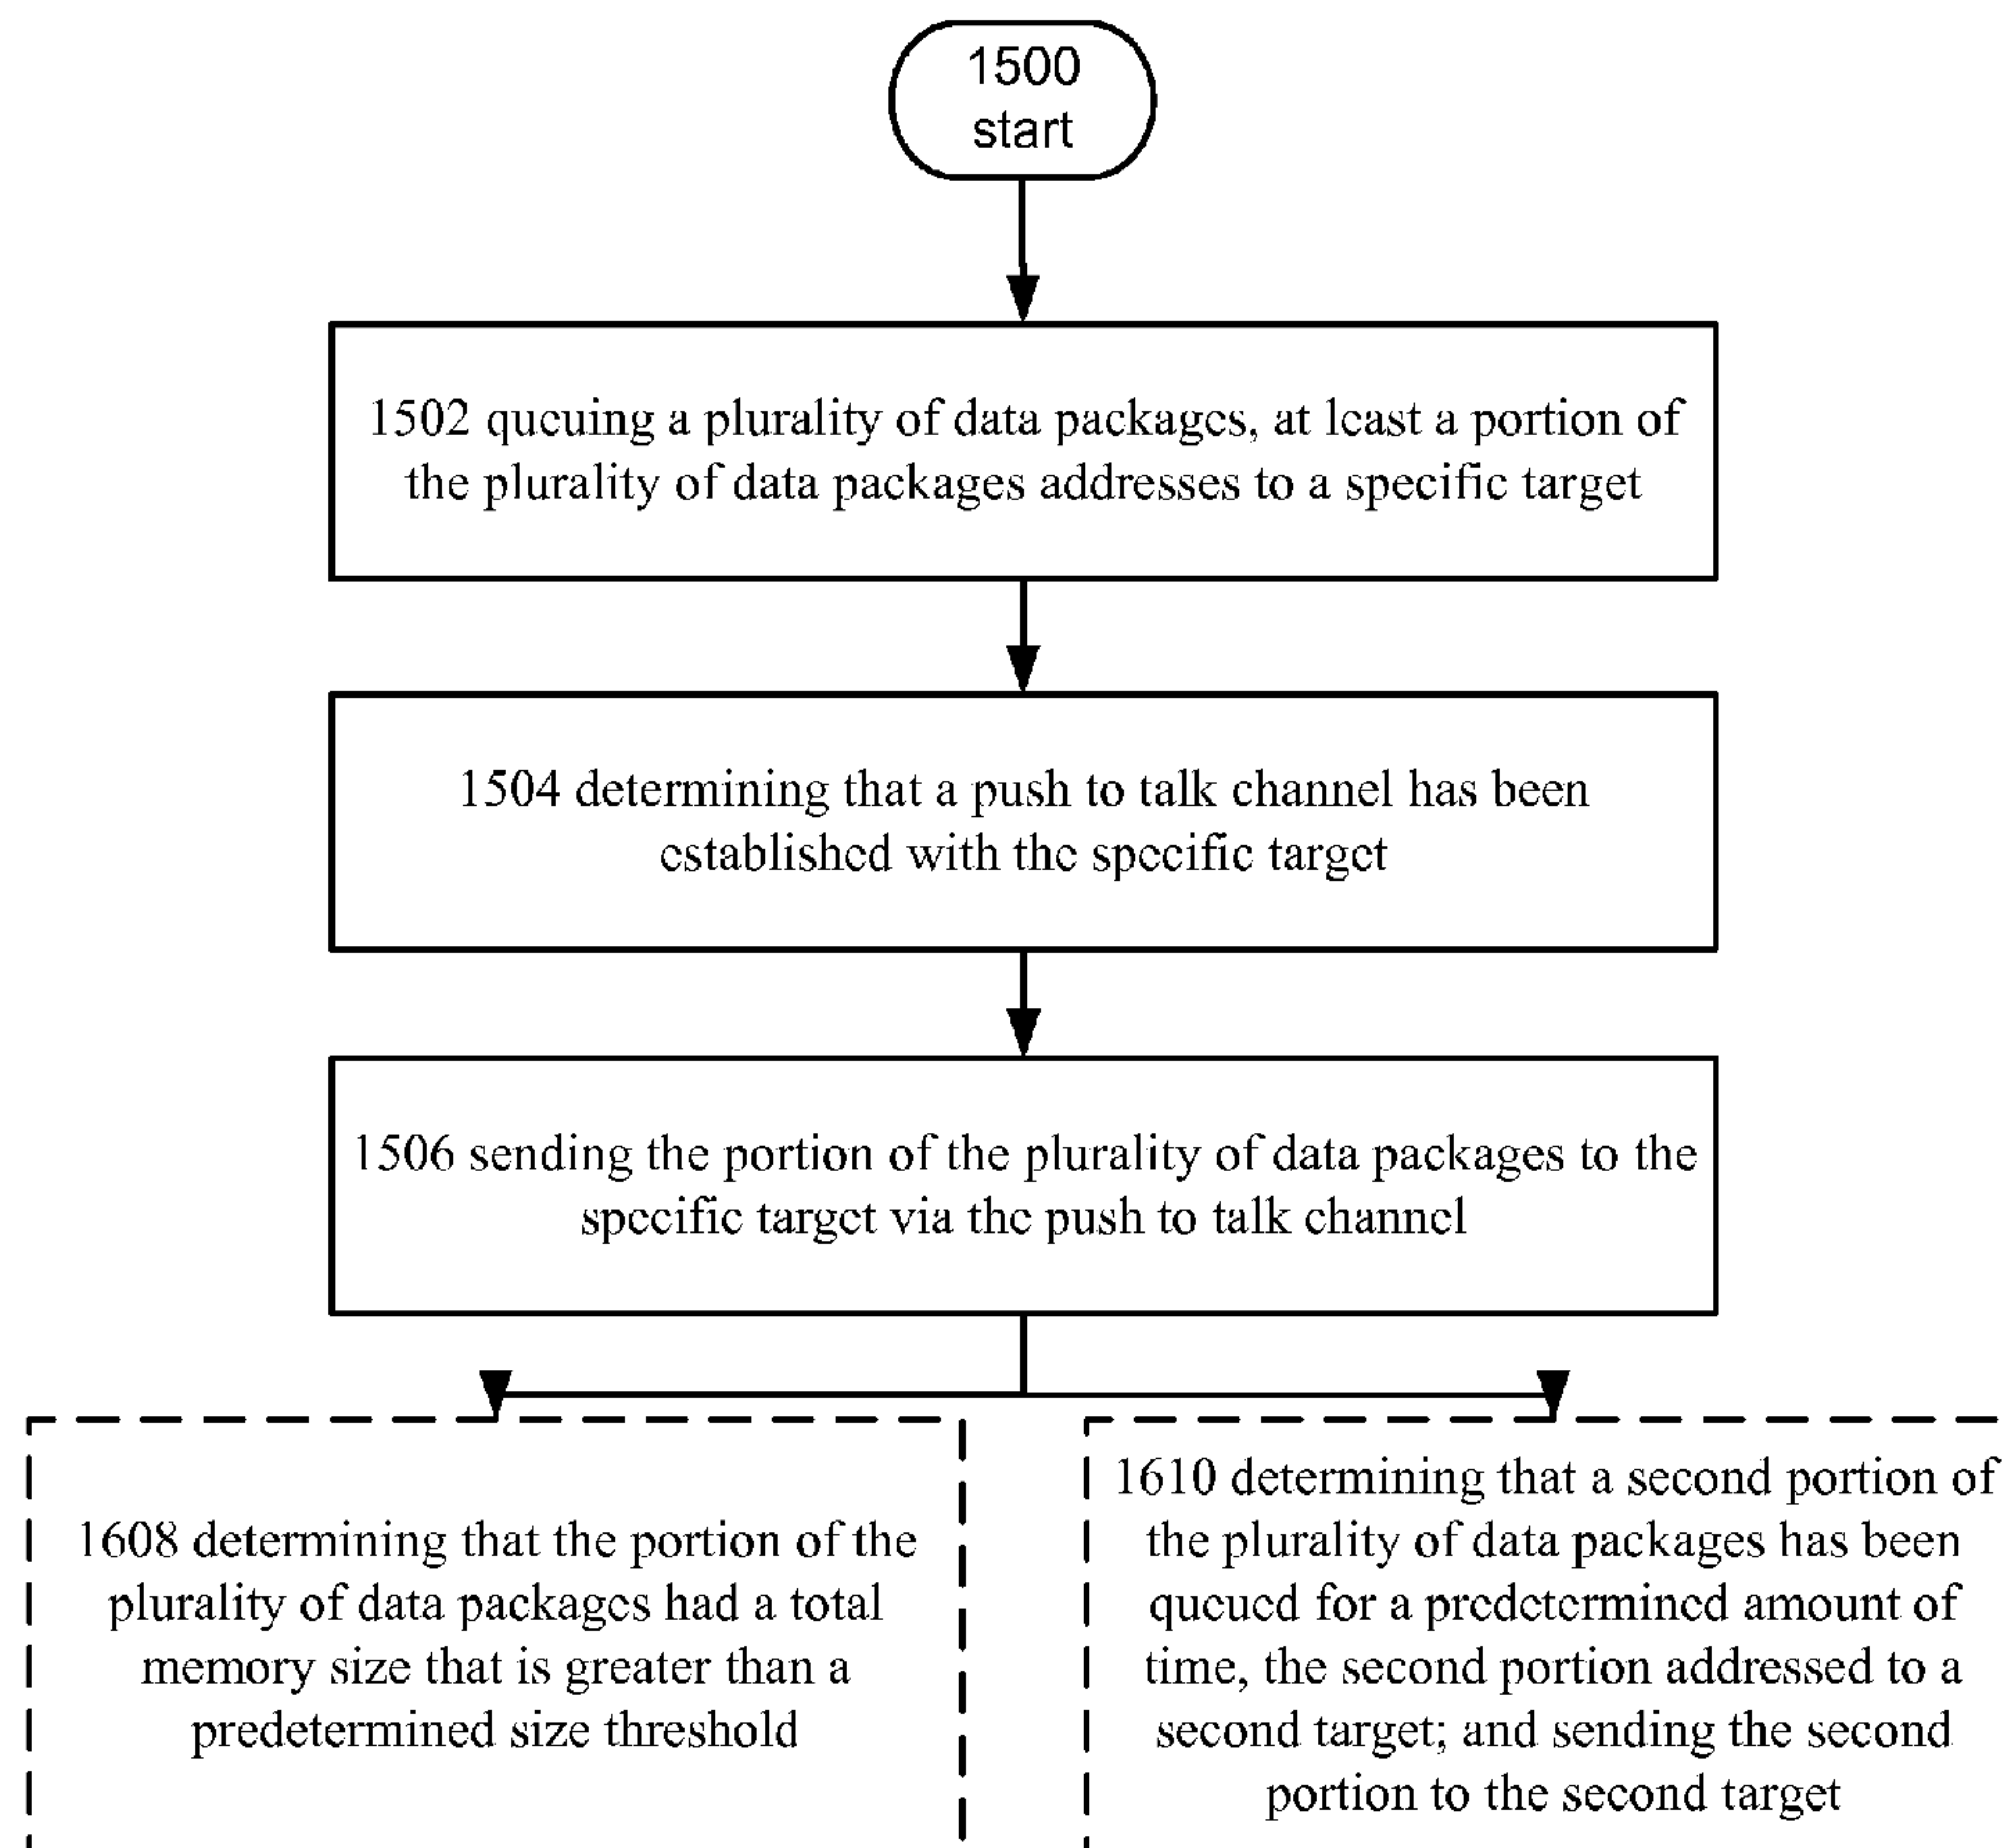 1500
start
1502 queuing a plurality of data packages, at least a portion of
the plurality of data packages addresses to a specific target
1504 determining that a push to talk channel has been
established with the specific target
1506 sending the portion of the plurality of data packages to the
specific target via the push to talk channel
1608 determining that the portion of the
plurality of data packages had a total
memory size that is greater than a
predetermined size threshold
1610 determining that a second portion of
the plurality of data packages has been
queued for a predetermined amount of
time, the second portion addressed to a
second target; and sending the second
portion to the second target